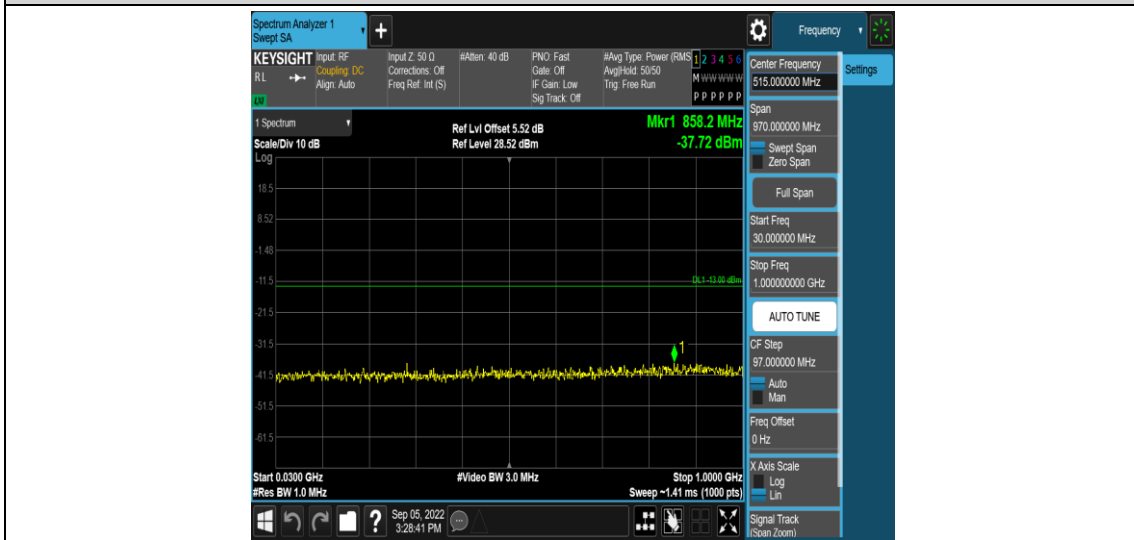 Spectrum Analyzer 1
Swept SA
+
Frequency
KEYSIGHT
RL
LXI
Input: RF
Coupling: DC
Align: Auto
Input Z: 50 Ω
Corrections: Off
Freq Ref: Int (S)
#Atten: 40 dB
PNO: Fast
Gate: Off
IF Gain: Low
Sig Track: Off
#Avg Type: Power (RMS
Avg|Hold: 50/50
Trig: Free Run
1 2 3 4 5 6
M W W W W W
P P P P P P
Center Frequency
515.000000 MHz
Settings
1 Spectrum
Scale/Div 10 dB
Ref Lvl Offset 5.52 dB
Ref Level 28.52 dBm
Mkr1 858.2 MHz
-37.72 dBm
Log
18.5
8.52
-1.48
-11.5
-21.5
-31.5
-41.5
-51.5
-61.5
DL1 -13.00 dBm
1
Start 0.0300 GHz
#Res BW 1.0 MHz
#Video BW 3.0 MHz
Stop 1.0000 GHz
Sweep ~1.41 ms (1000 pts)
Span
970.000000 MHz
Swept Span
Zero Span
Full Span
Start Freq
30.000000 MHz
Stop Freq
1.000000000 GHz
AUTO TUNE
CF Step
97.000000 MHz
Auto
Man
Freq Offset
0 Hz
X Axis Scale
Log
Lin
Signal Track
(Span Zoom)
?
Sep 05, 2022
3:28:41 PM